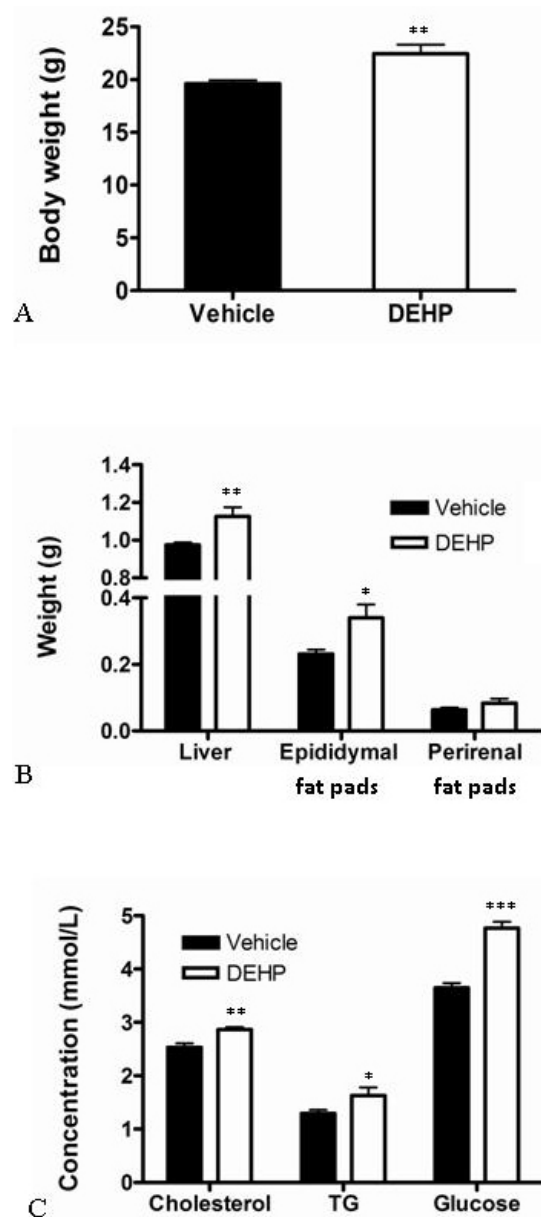 Body weight (g)
25
20
15
10
5
0
**
Vehicle
DEHP
A
Weight (g)
1.4
1.2
1.0
0.8
0.4
0.2
0.0
**
*
Vehicle
DEHP
Liver
Epididymal
Perirenal
fat pads
fat pads
B
Concentration (mmol/L)
5
4
3
2
1
0
Vehicle
DEHP
**
*
***
Cholesterol
TG
Glucose
C